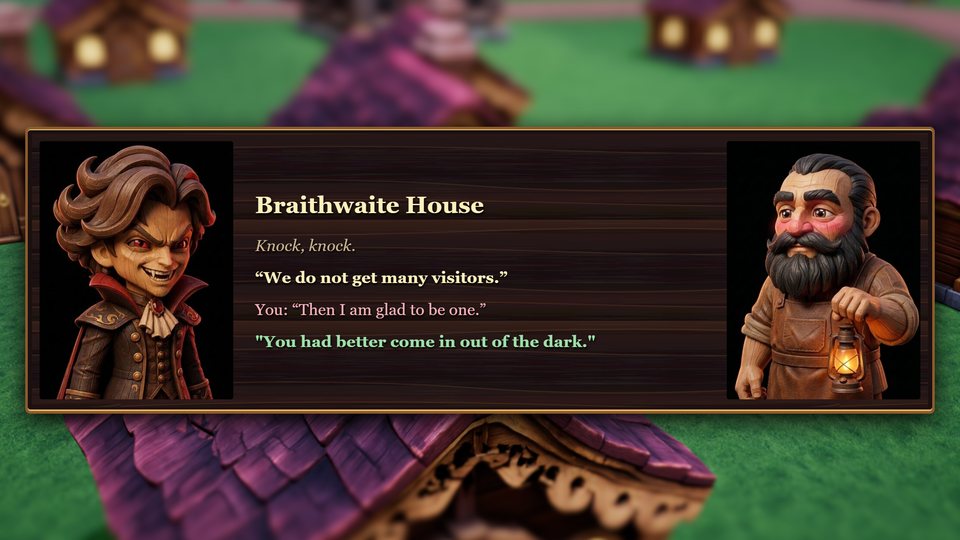 Braithwaite House
Knock, knock.
“We do not get many visitors.”
You: “Then I am glad to be one.”
"You had better come in out of the dark."